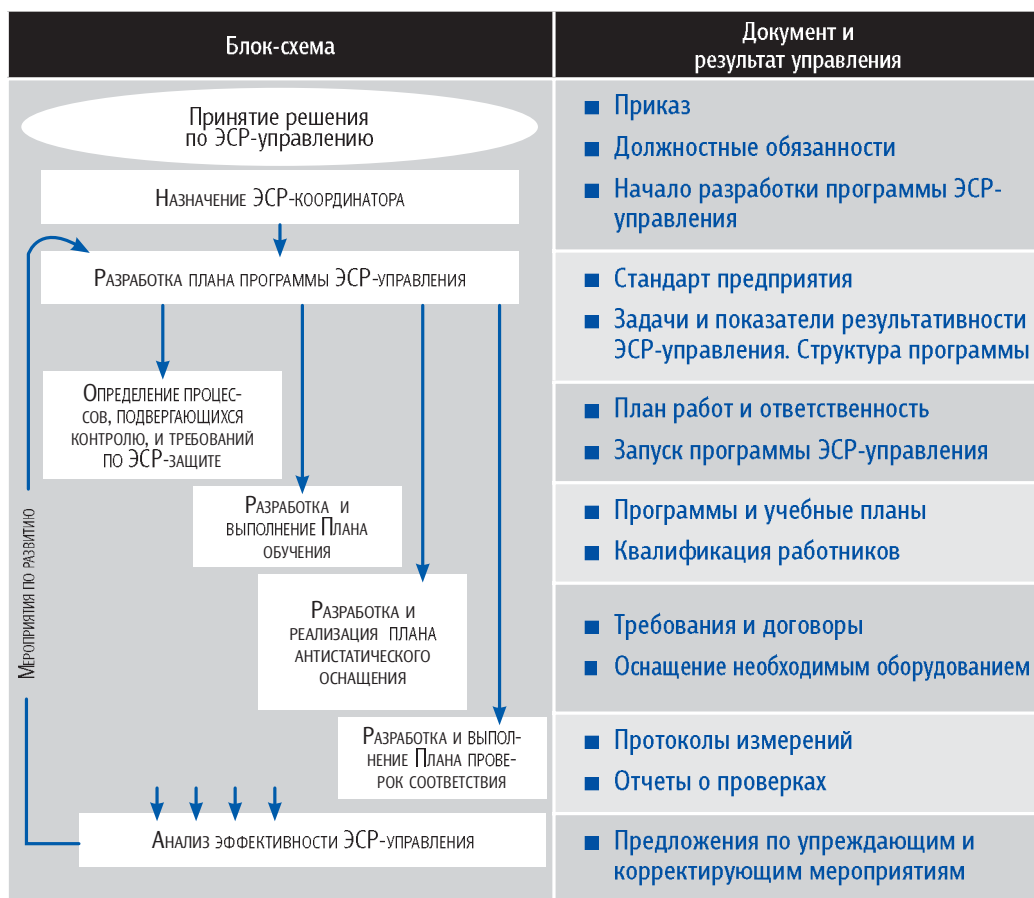 Блок-схема
Документ и
результат управления
Принятие решения
по ЭСР-управлению
Назначение ЭСР-координатора
■ Приказ
■ Должностные обязанности
■ Начало разработки программы ЭСР-
управления
Разработка плана программы ЭСР-управления
■ Стандарт предприятия
■ Задачи и показатели результативности
ЭСР-управления. Структура программы
Определение процес-
сов, подвергающихся
контролю, и требований
по ЭСР-защите
■ План работ и ответственность
■ Запуск программы ЭСР-управления
Разработка и
выполнение Плана
обучения
■ Программы и учебные планы
■ Квалификация работников
Разработка и
реализация плана
антистатического
оснащения
■ Требования и договоры
■ Оснащение необходимым оборудованием
Разработка и выпол-
нение Плана прове-
рок соответствия
■ Протоколы измерений
■ Отчеты о проверках
Мероприятия по развитию
Анализ эффективности ЭСР-управления
■ Предложения по упреждающим и
корректирующим мероприятиям